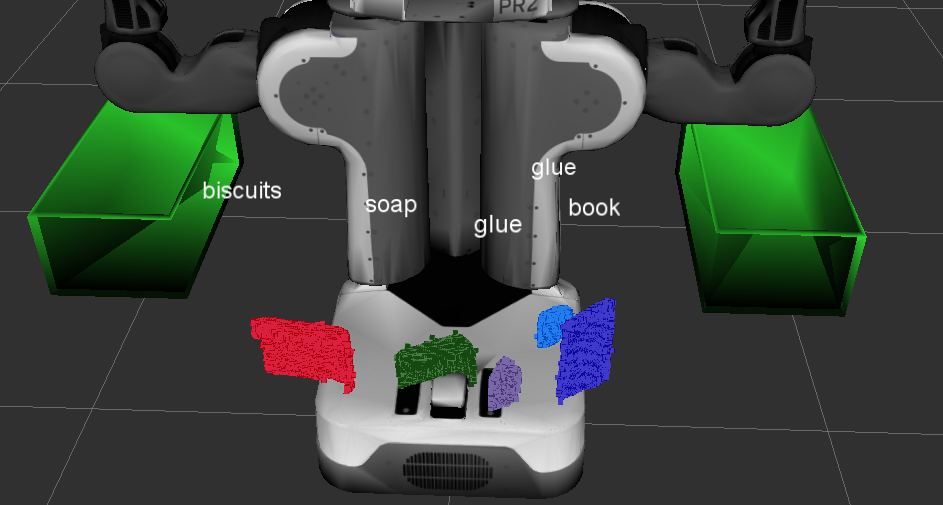 PR2
glue
biscuits
soap
book
glue